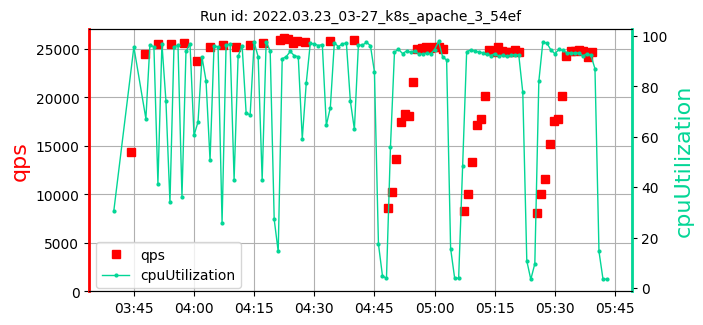 Run id: 2022.03.23_03-27_k8s_apache_3_54ef
25000
20000
15000
10000
5000
0
qps
100
80
60
40
20
0
cpuUtilization
qps
cpuUtilization
03:45 04:00 04:15 04:30 04:45 05:00 05:15 05:30 05:45